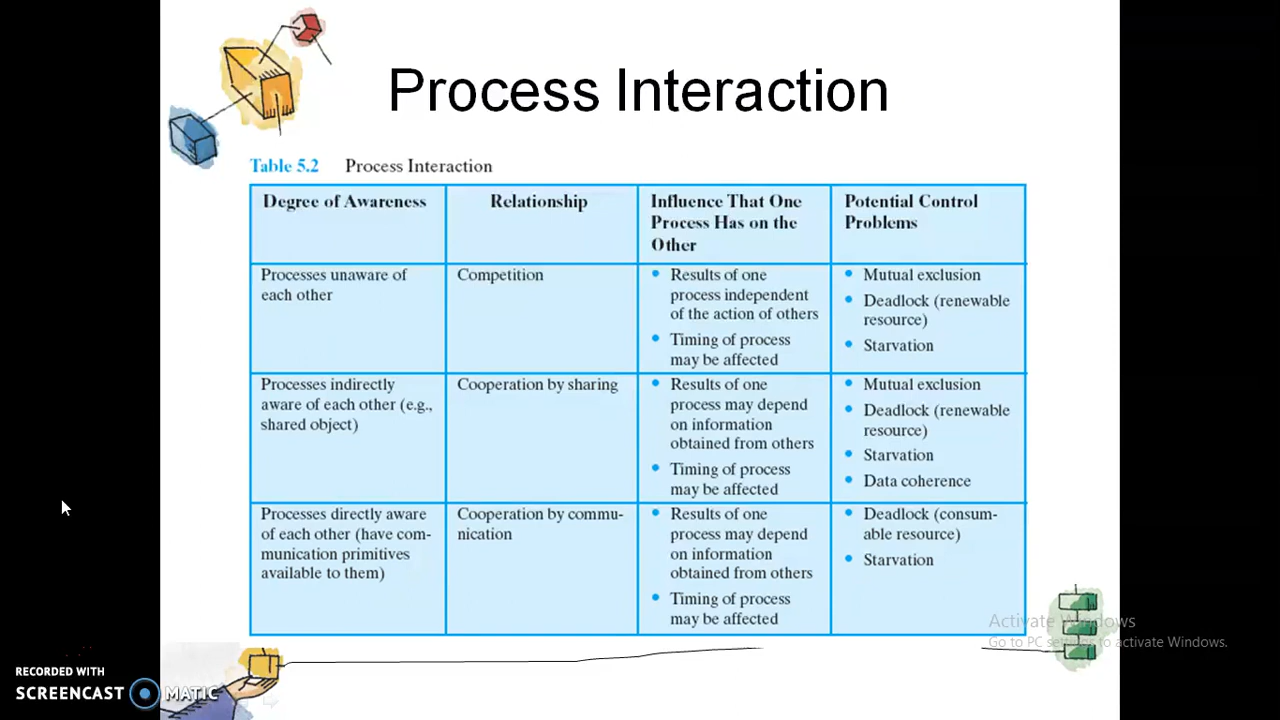 Process Interaction
Table 5.2 Process Interaction
Degree of Awareness
Relationship
Influence That One
Process Has on the
Other
Potential Control
Problems
Processes unaware of
each other
Competition
• Results of one
process independent
of the action of others
• Timing of process
may be affected
• Mutual exclusion
• Deadlock (renewable
resource)
• Starvation
Processes indirectly
aware of each other (e.g.,
shared object)
Cooperation by sharing
• Results of one
process may depend
on information
obtained from others
• Timing of process
may be affected
• Mutual exclusion
• Deadlock (renewable
resource)
• Starvation
• Data coherence
Processes directly aware
of each other (have com-
munication primitives
available to them)
Cooperation by commu-
nication
• Results of one
process may depend
on information
obtained from others
• Timing of process
may be affected
• Deadlock (consum-
able resource)
• Starvation
Activate Windows
Go to PC settings to activate Windows.
RECORDED WITH
SCREENCAST MATIC